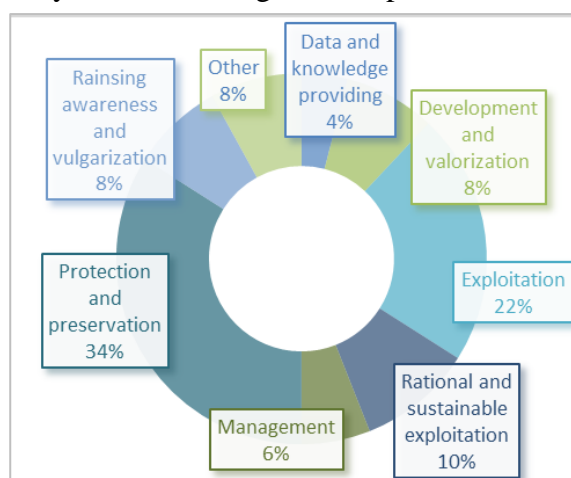 Data and
knowledge
providing
4%
Development
and
valorization
8%
Exploitation
22%
Rational and
sustainable
exploitation
10%
Management
6%
Protection
and
preservation
34%
Rainsing
awareness
and
vulgarization
8%
Other
8%